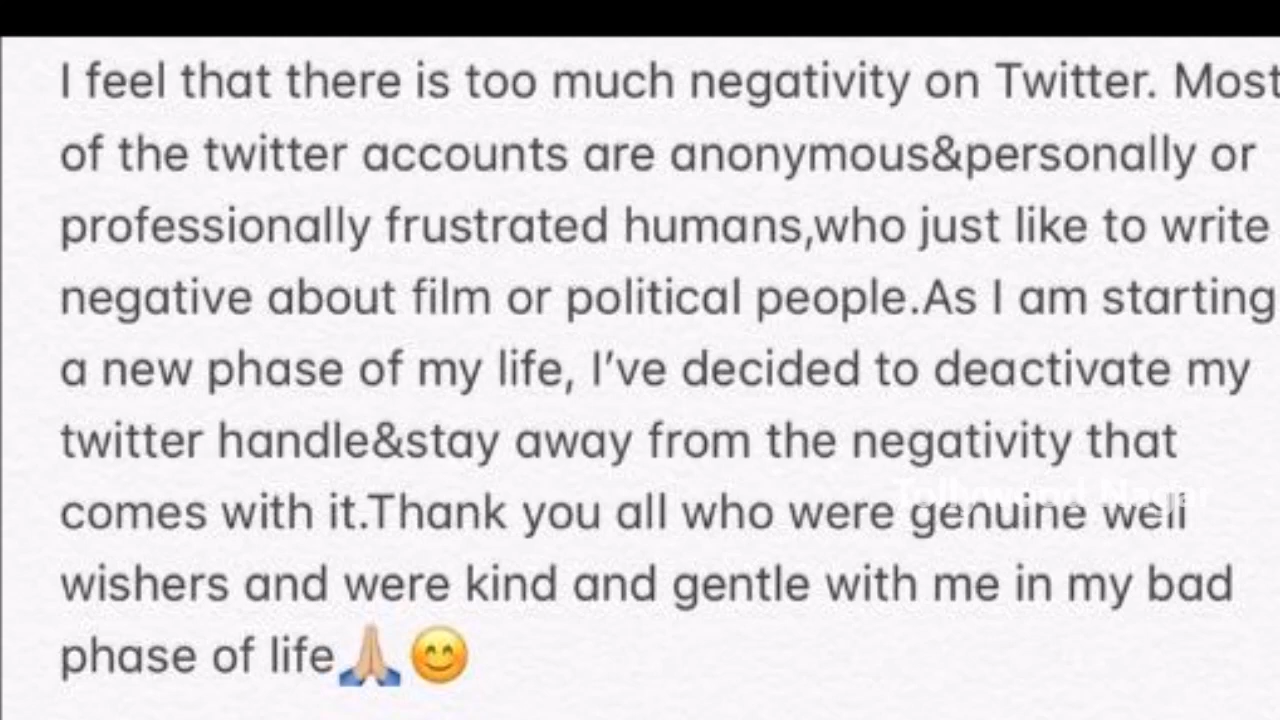 I feel that there is too much negativity on Twitter. Most
of the twitter accounts are anonymous&personally or
professionally frustrated humans,who just like to write
negative about film or political people.As I am starting
a new phase of my life, I’ve decided to deactivate my
twitter handle&stay away from the negativity that
comes with it.Thank you all who were genuine well
wishers and were kind and gentle with me in my bad
phase of life🙏🏼😊